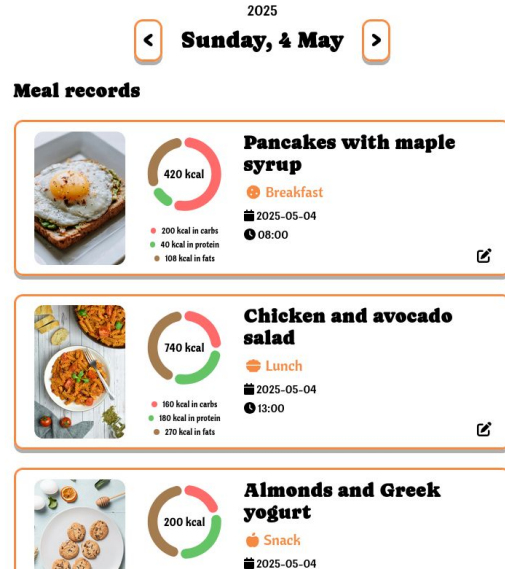 2025
<
Sunday, 4 May
>
Meal records
420 kcal
200 kcal in carbs
40 kcal in protein
108 kcal in fats
Pancakes with maple
syrup
Breakfast
2025-05-04
08:00
740 kcal
160 kcal in carbs
180 kcal in protein
270 kcal in fats
Chicken and avocado
salad
Lunch
2025-05-04
13:00
200 kcal
Almonds and Greek
yogurt
Snack
2025-05-04